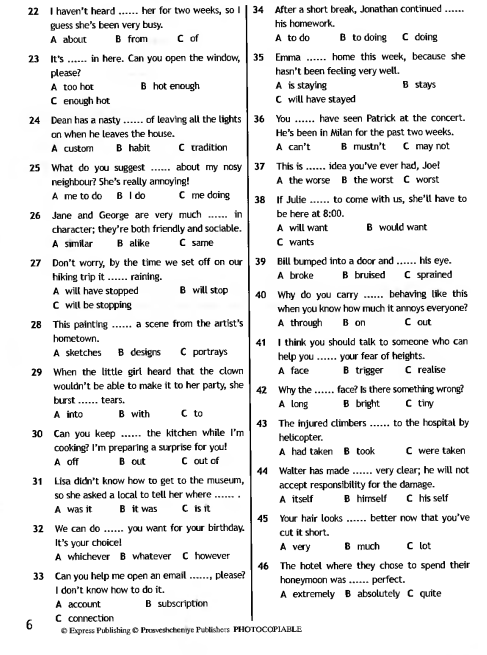 22 I haven't heard ...... her for two weeks, so I
guess she's been very busy.
A about B from C of
23 It's ...... in here. Can you open the window,
please?
A too hot B hot enough
C enough hot
24 Dean has a nasty ...... of leaving all the lights
on when he leaves the house.
A custom B habit C tradition
25 What do you suggest ...... about my nosy
neighbour? She's really annoying!
A me to do B I do C me doing
26 Jane and George are very much ...... in
character; they're both friendly and sociable.
A similar B alike C same
27 Don't worry, by the time we set off on our
hiking trip it ...... raining.
A will have stopped B will stop
C will be stopping
28 This painting ...... a scene from the artist's
hometown.
A sketches B designs C portrays
29 When the little girl heard that the clown
wouldn't be able to make it to her party, she
burst ...... tears.
A into B with C to
30 Can you keep ...... the kitchen while I'm
cooking? I'm preparing a surprise for you!
A off B out C out of
31 Lisa didn't know how to get to the museum,
so she asked a local to tell her where ...... .
A was it B it was C is it
32 We can do ...... you want for your birthday.
It's your choice!
A whichever B whatever C however
33 Can you help me open an email ......, please?
I don't know how to do it.
A account B subscription
C connection
34 After a short break, Jonathan continued ......
his homework.
A to do B to doing C doing
35 Emma ...... home this week, because she
hasn't been feeling very well.
A is staying B stays
C will have stayed
36 You ...... have seen Patrick at the concert.
He's been in Milan for the past two weeks.
A can't B mustn't C may not
37 This is ...... idea you've ever had, Joe!
A the worse B the worst C worst
38 If Julie ...... to come with us, she'll have to
be here at 8:00.
A will want B would want
C wants
39 Bill bumped into a door and ...... his eye.
A broke B bruised C sprained
40 Why do you carry ...... behaving like this
when you know how much it annoys everyone?
A through B on C out
41 I think you should talk to someone who can
help you ...... your fear of heights.
A face B trigger C realise
42 Why the ...... face? Is there something wrong?
A long B bright C tiny
43 The injured climbers ...... to the hospital by
helicopter.
A had taken B took C were taken
44 Walter has made ...... very clear; he will not
accept responsibility for the damage.
A itself B himself C his self
45 Your hair looks ...... better now that you've
cut it short.
A very B much C lot
46 The hotel where they chose to spend their
honeymoon was ...... perfect.
A extremely B absolutely C quite
6 © Express Publishing © Prosveshcheniye Publishers PHOTOCOPIABLE